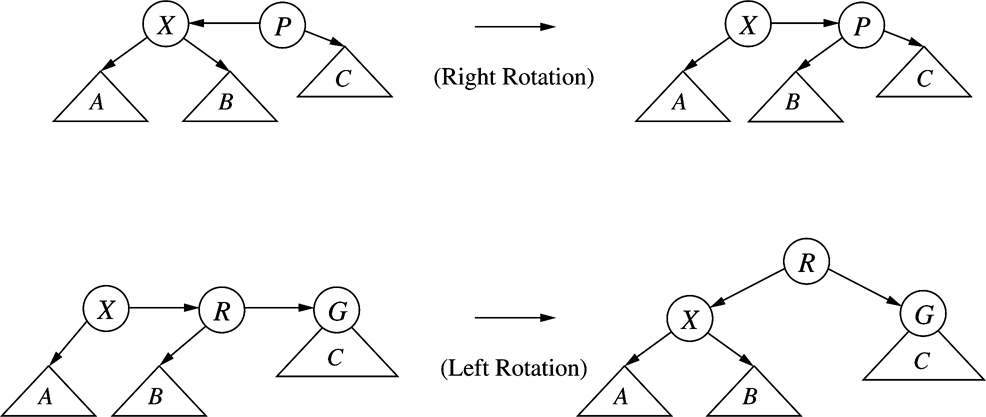 X P X P
(Right Rotation)
A B C A B C
R
X R G X G
(Left Rotation)
C C
A B A B